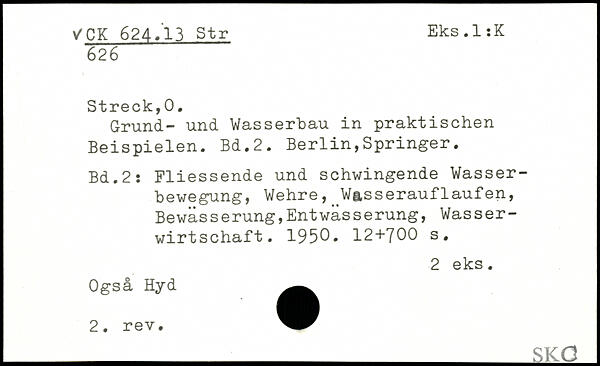 ✓CK 624.13 Str Eks.1:K
626
Streck,O.
Grund- und Wasserbau in praktischen
Beispielen. Bd.2. Berlin,Springer.
Bd.2: Fliessende und schwingende Wasser-
bewegung, Wehre, Wasserauflaufen,
Bewässerung,Entwässerung, Wasser-
wirtschaft. 1950. 12+700 s.
2 eks.
Også Hyd
2. rev.
SKC